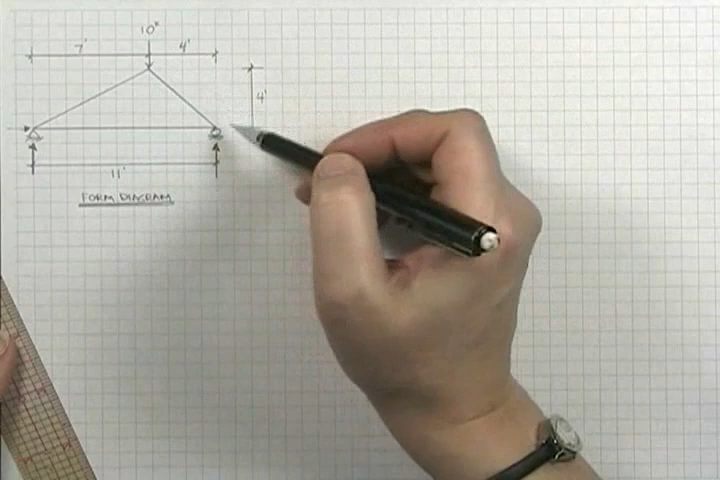 10ᵏ
7' 4'
4'
11'
FORM DIAGRAM